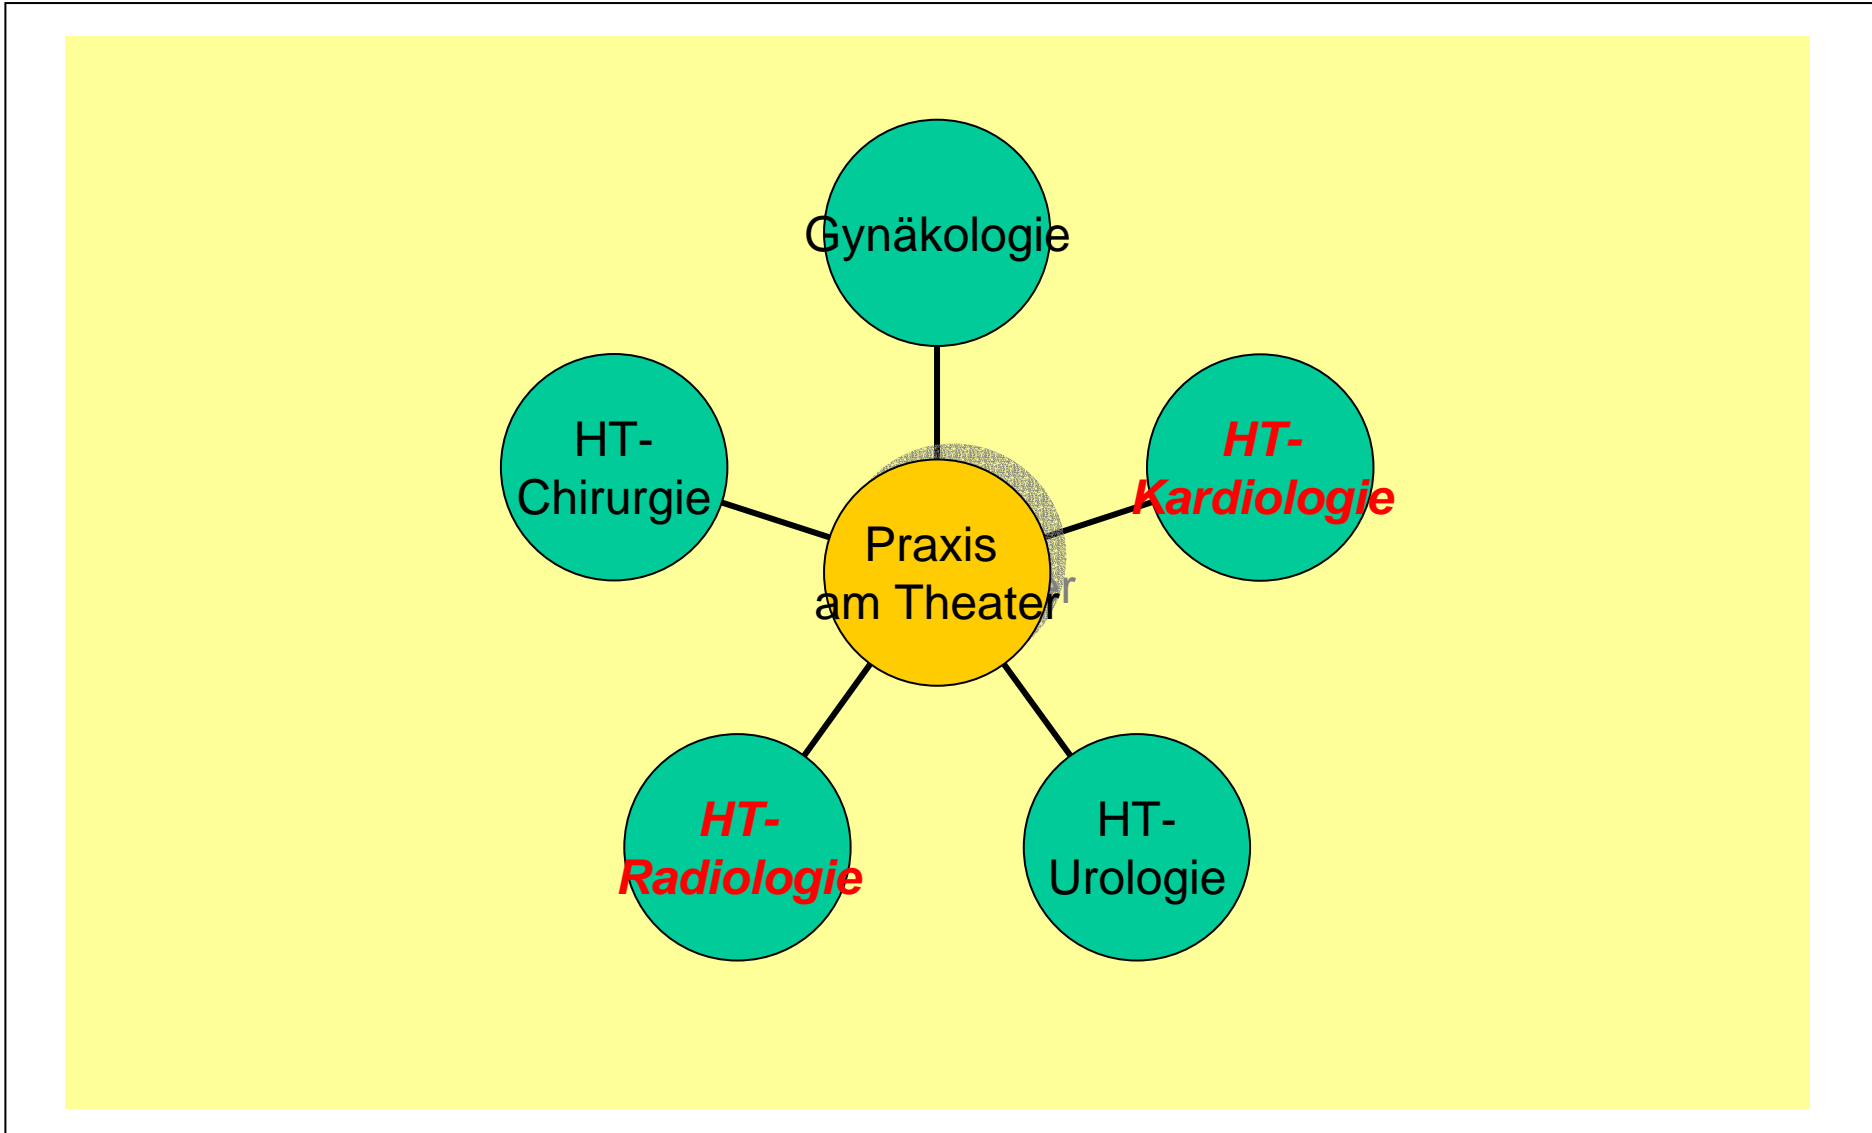 Gynäkologie
HT-
Chirurgie
HT-
Kardiologie
Praxis
am Theater
HT-
Radiologie
HT-
Urologie